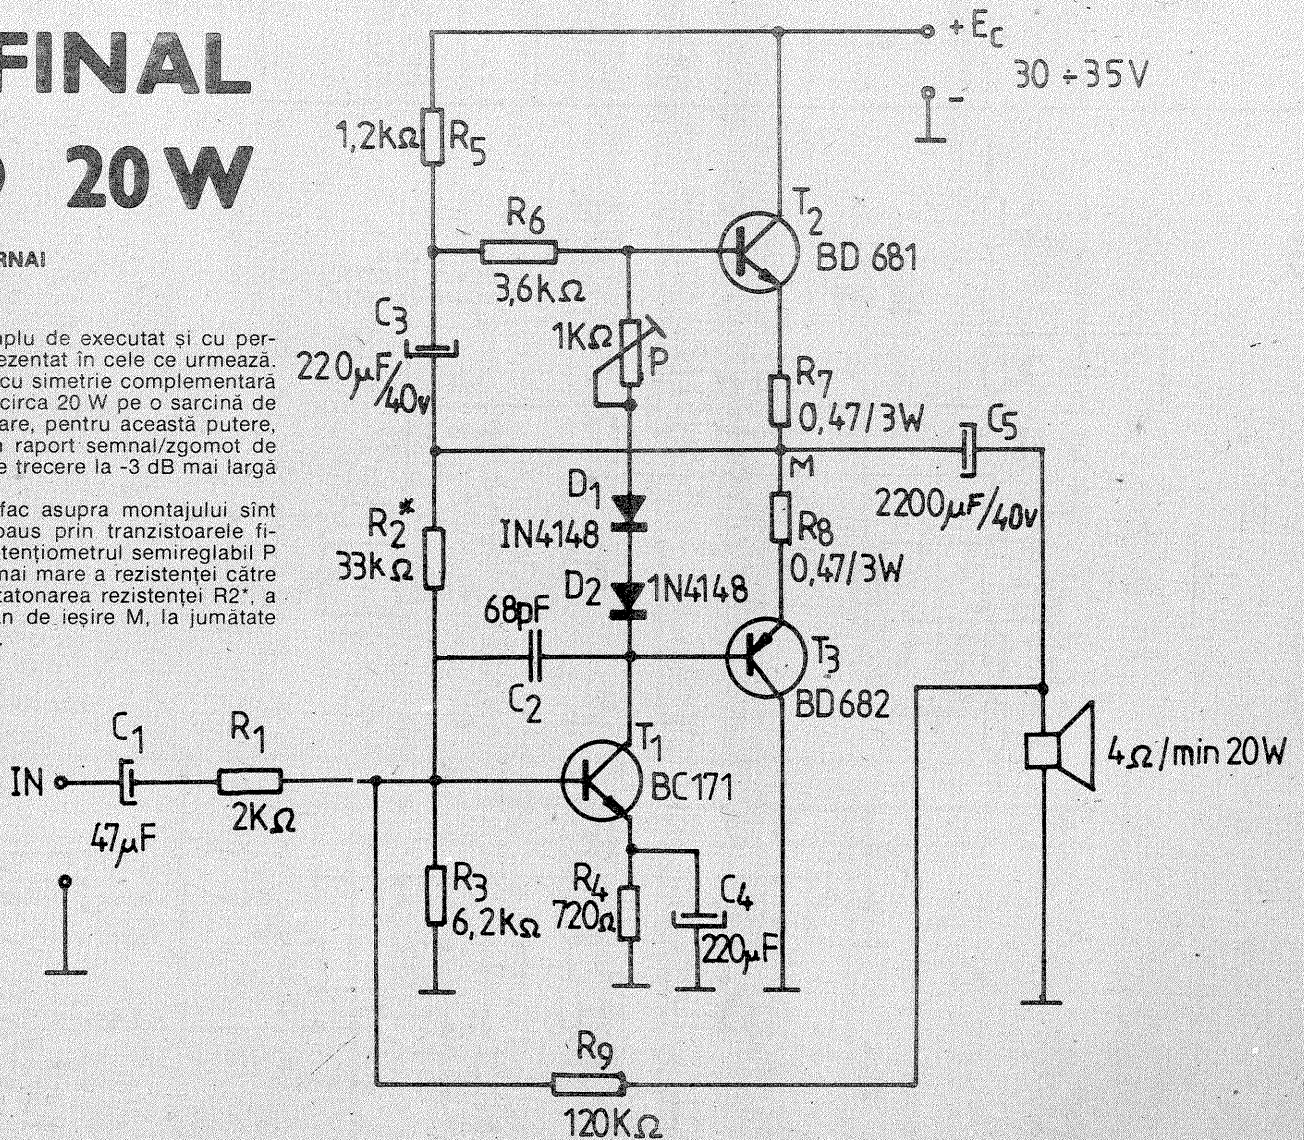 FINAL
20 W
RNAI
nplu de executat și cu per-
ezentat în cele ce urmează.
cu simetrie complementară
circa 20 W pe o sarcină de
are, pentru această putere,
n raport semnal/zgomot de
e trecere la -3 dB mai largă
fac asupra montajului sînt
paus prin tranzistoarele fi-
tențiometrul semireglabil P
mai mare a rezistenței către
tatonarea rezistenței R2*, a
n de ieșire M, la jumătate
+EC
30 ÷ 35V
-
1,2kΩ R5
R6
3,6kΩ
T2
BD 681
C3
220µF/40v
1KΩ
P
R7
0,47/3W
C5
2200µF/40v
M
D1
IN4148
R2*
33kΩ
R8
0,47/3W
D2 1N4148
68pF
C2
T3
BD682
C1
47µF
R1
2KΩ
IN
T1
BC171
4Ω/min 20W
R3
6,2KΩ
R4
720Ω
C4
220µF
R9
120KΩ